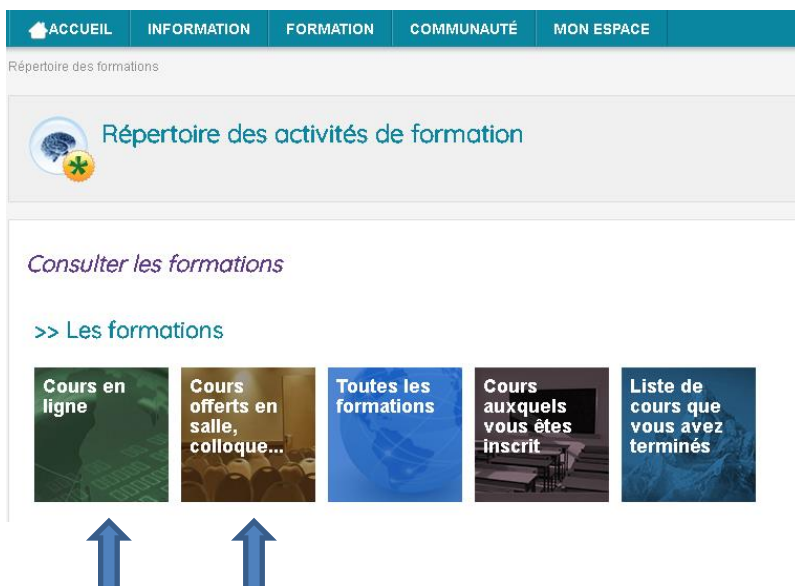 ACCUEIL INFORMATION FORMATION COMMUNAUTÉ MON ESPACE
Répertoire des formations
Répertoire des activités de formation
Consulter les formations
>> Les formations
Cours en
ligne
Cours
offerts en
salle,
colloque...
Toutes les
formations
Cours
auxquels
vous êtes
inscrit
Liste de
cours que
vous avez
terminés